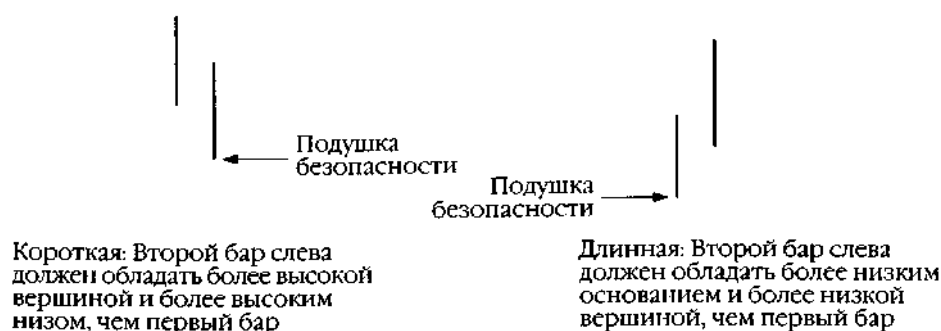 Подушка
безопасности
Подушка
безопасности
Короткая: Второй бар слева
должен обладать более высокой
вершиной и более высоким
низом, чем первый бар
Длинная: Второй бар слева
должен обладать более низким
основанием и более низкой
вершиной, чем первый бар